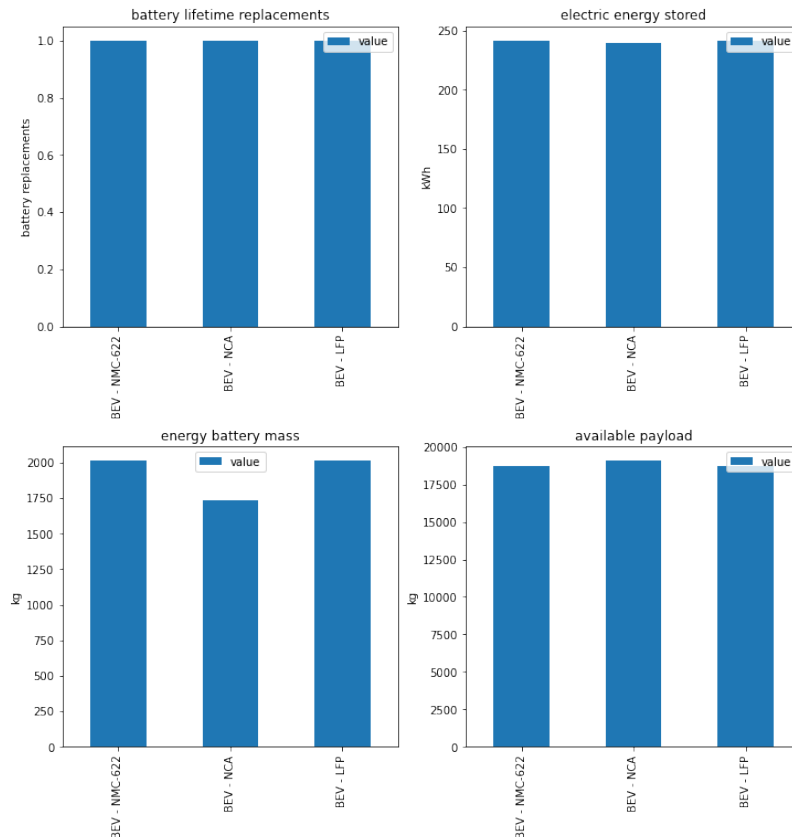 battery lifetime replacements
value
1.0
0.8
0.6
0.4
0.2
0.0
battery replacements
BEV - NMC-622
BEV - NCA
BEV - LFP
electric energy stored
value
250
200
150
100
50
0
kWh
BEV - NMC-622
BEV - NCA
BEV - LFP
energy battery mass
value
2000
1750
1500
1250
1000
750
500
250
0
kg
BEV - NMC-622
BEV - NCA
BEV - LFP
available payload
value
20000
17500
15000
12500
10000
7500
5000
2500
0
kg
BEV - NMC-622
BEV - NCA
BEV - LFP